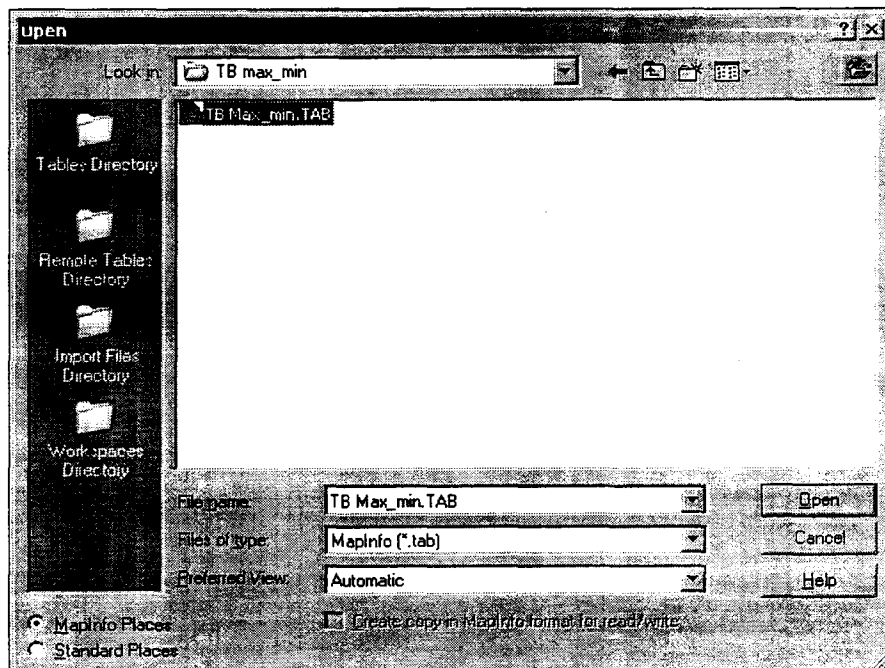 Open
Look in: TB max_min
TB Max_min.TAB
Tables Directory
Remote Tables
Directory
Import Files
Directory
Workspaces
Directory
File name: TB Max_min.TAB Open
Files of type: MapInfo (*.tab) Cancel
Preferred View: Automatic Help
MapInfo Places Create copy in MapInfo format for read/write
Standard Places